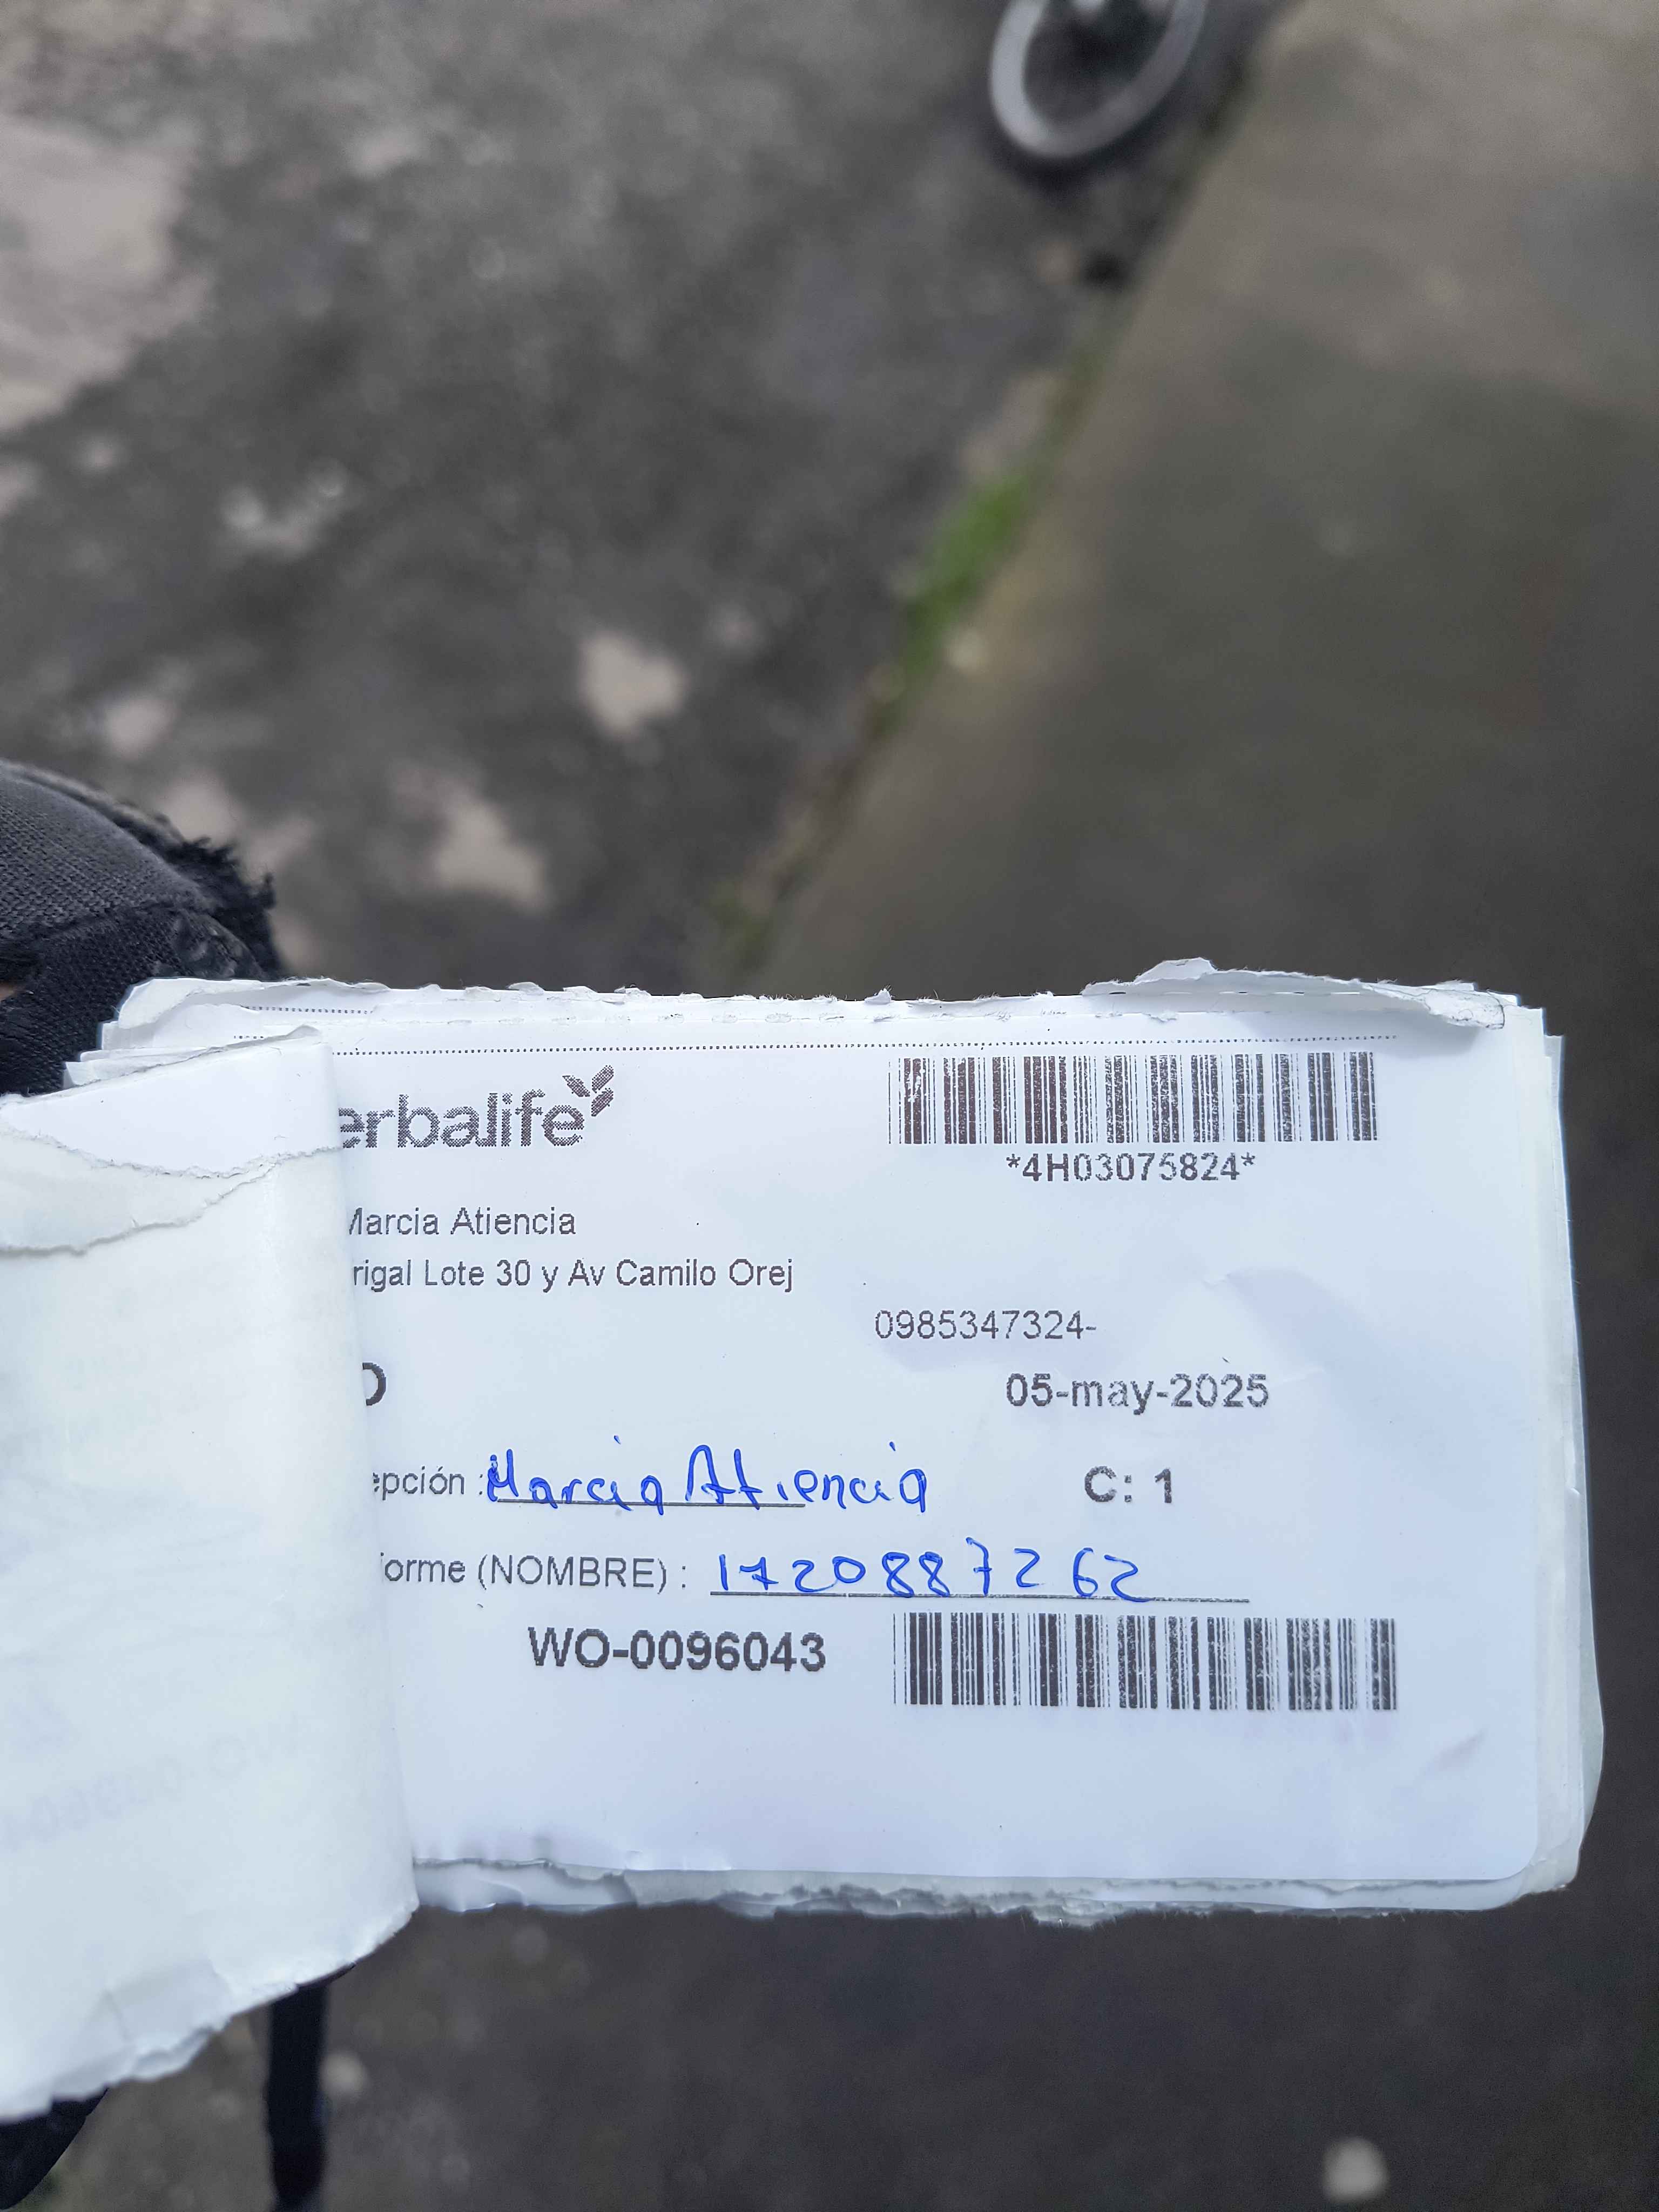 erbalife
*4H03075824*
Marcia Atiencia
rigal Lote 30 y Av Camilo Orej
0985347324-
O
05-may-2025
epción : Marcia Atiencia
C: 1
forme (NOMBRE) : 1720887262
WO-0096043